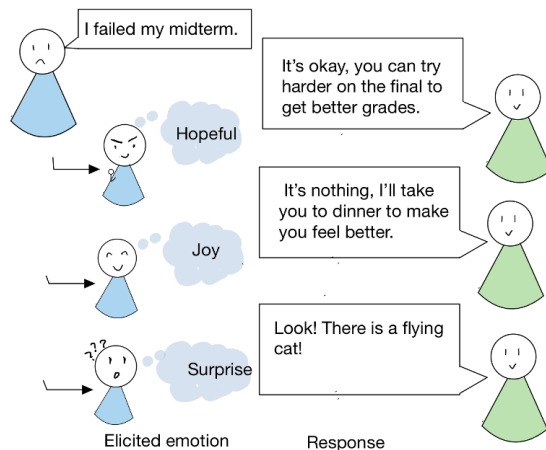 I failed my midterm.
It's okay, you can try
harder on the final to
get better grades.
Hopeful
It's nothing, I'll take
you to dinner to make
you feel better.
Joy
Look! There is a flying
cat!
???
Surprise
Elicited emotion
Response